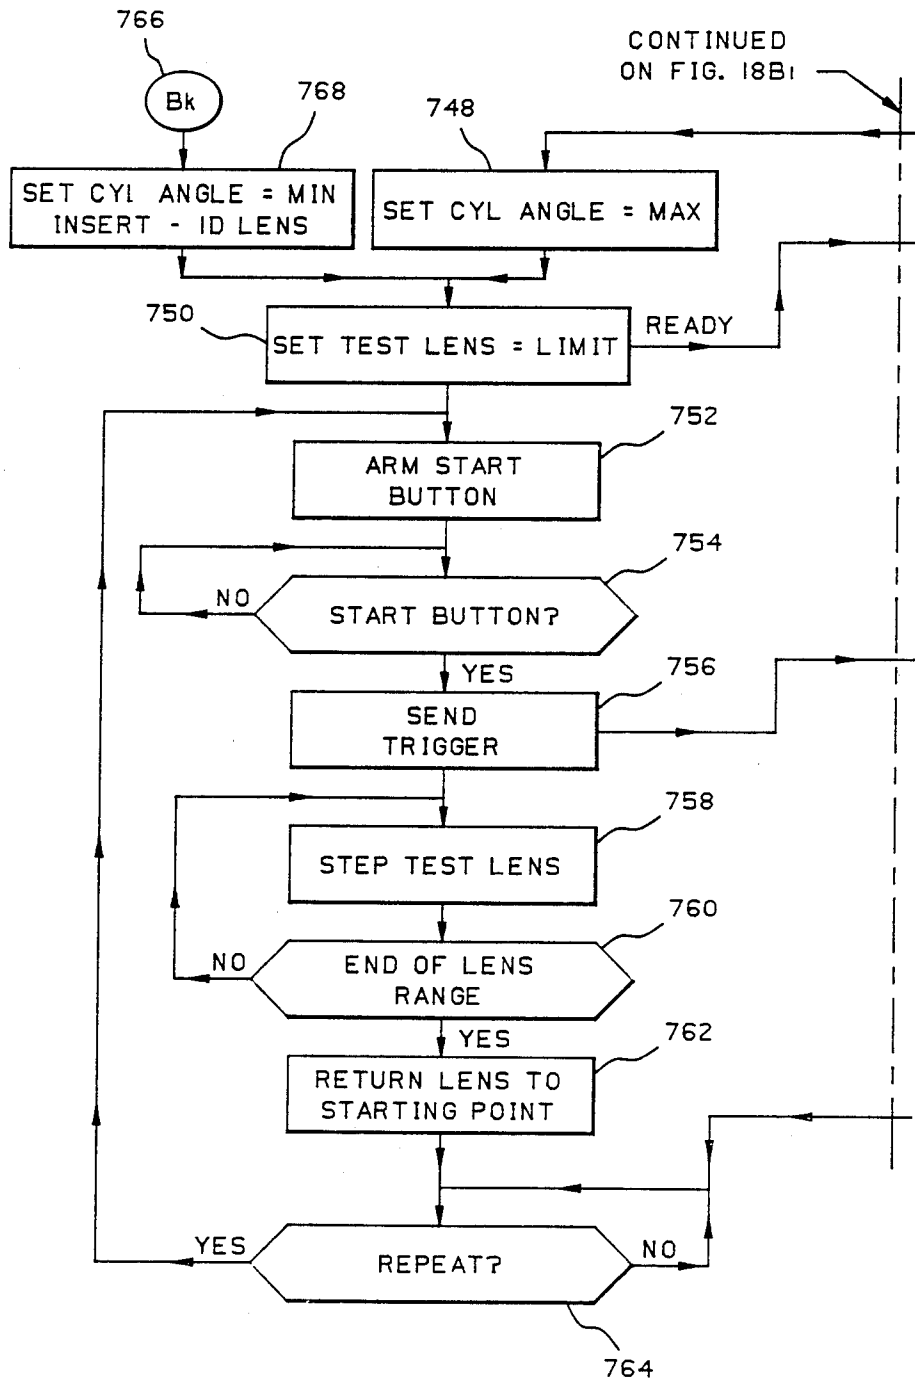 766
CONTINUED
ON FIG. 18B1
Bk
768
748
SET CYL ANGLE = MIN
INSERT - 1D LENS
SET CYL ANGLE = MAX
750
SET TEST LENS = LIMIT
READY
752
ARM START
BUTTON
754
NO
START BUTTON?
YES
756
SEND
TRIGGER
758
STEP TEST LENS
760
NO
END OF LENS
RANGE
YES
762
RETURN LENS TO
STARTING POINT
YES
REPEAT?
NO
764